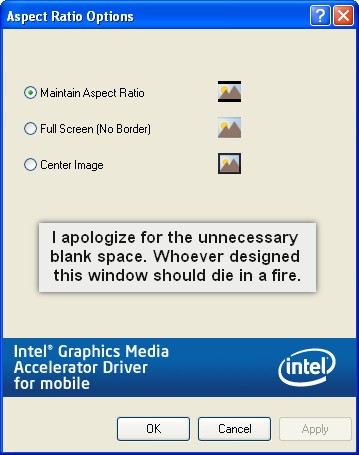 Aspect Ratio Options
Maintain Aspect Ratio
Full Screen (No Border)
Center Image
I apologize for the unnecessary
blank space. Whoever designed
this window should die in a fire.
Intel® Graphics Media
Accelerator Driver
for mobile
intel®
OK
Cancel
Apply